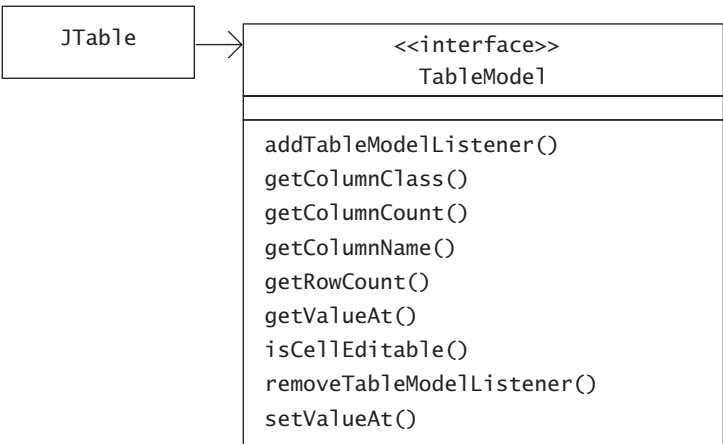 JTable
<<interface>>
TableModel
addTableModelListener()
getColumnClass()
getColumnCount()
getColumnName()
getRowCount()
getValueAt()
isCellEditable()
removeTableModelListener()
setValueAt()